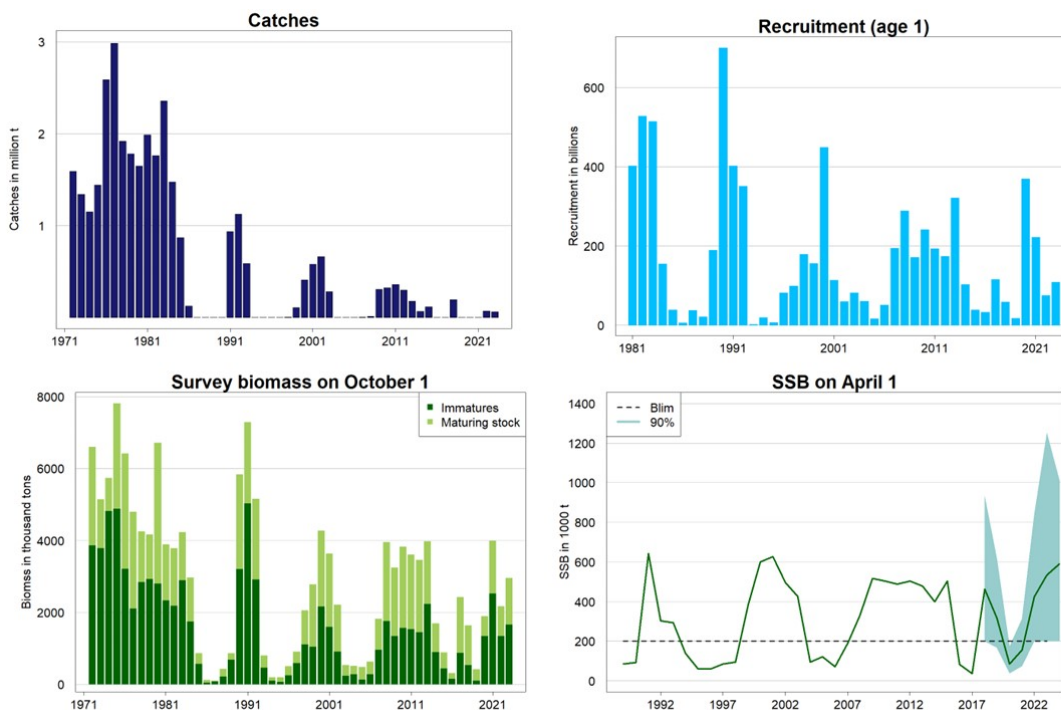 Catches
Catches in million t
3
2
1
1971 1981 1991 2001 2011 2021
Recruitment (age 1)
Recruitment in billions
600
400
200
0
1981 1991 2001 2011 2021
Survey biomass on October 1
Biomss in thousand tons
8000
6000
4000
2000
0
Immatures
Maturing stock
1971 1981 1991 2001 2011 2021
SSB on April 1
SSB in 1000 t
1400
1200
1000
800
600
400
200
0
Blim
90%
1992 1997 2002 2007 2012 2017 2022